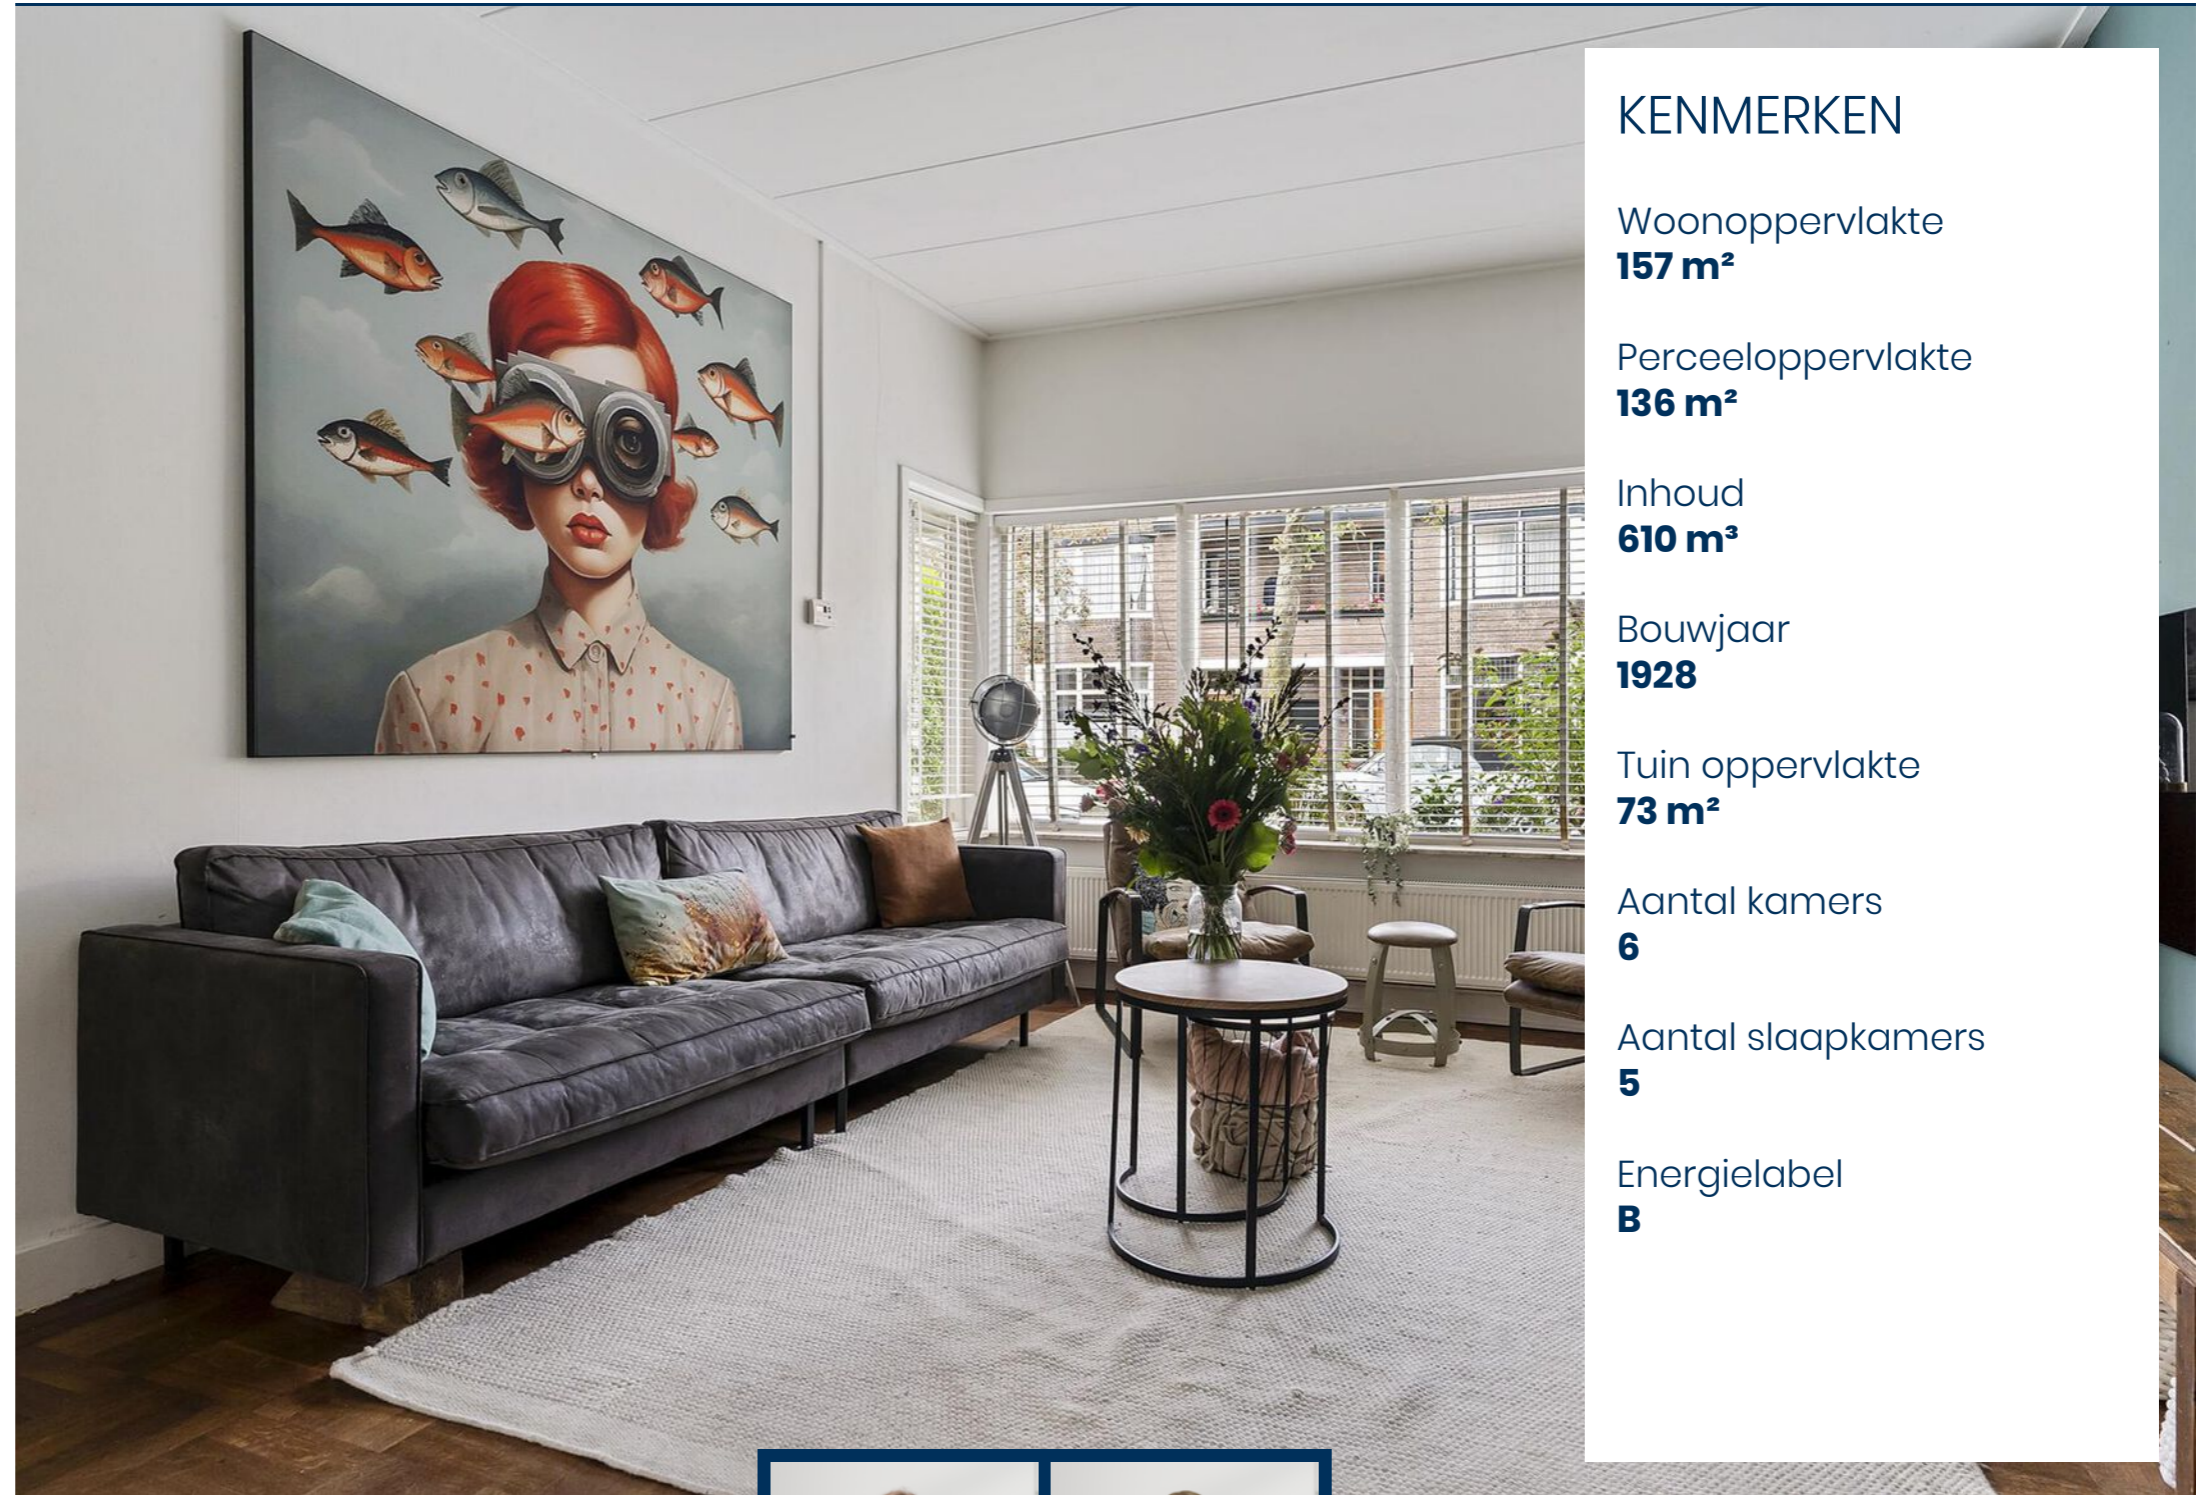 KENMERKEN
Woonoppervlakte
157 m²
Perceeloppervlakte
136 m²
Inhoud
610 m³
Bouwjaar
1928
Tuin oppervlakte
73 m²
Aantal kamers
6
Aantal slaapkamers
5
Energielabel
B